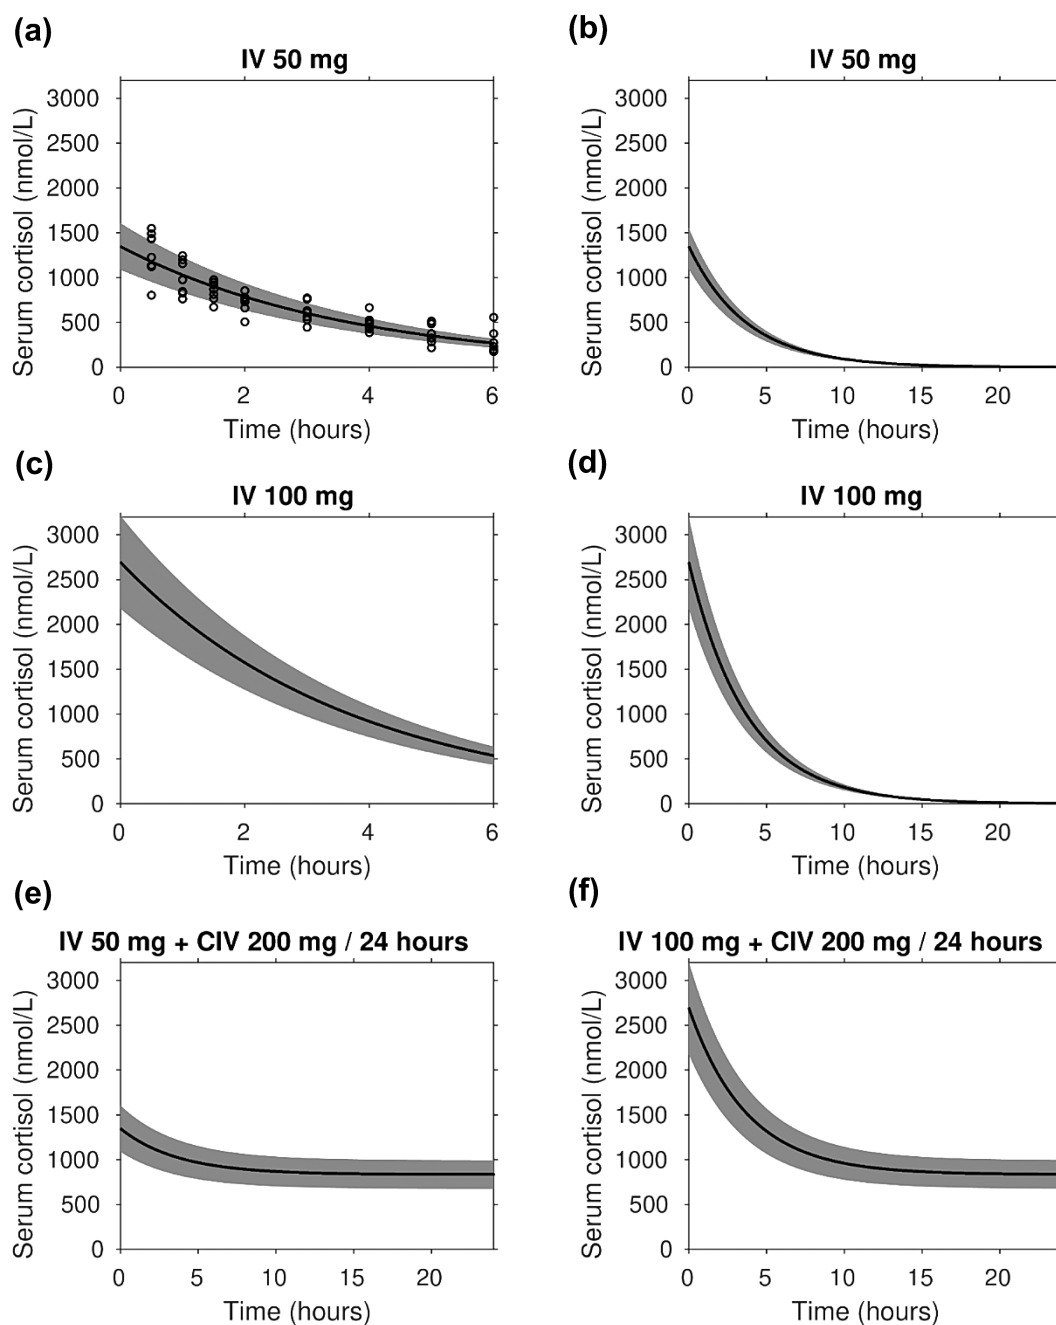 (a)
IV 50 mg
Serum cortisol (nmol/L)
3000
2500
2000
1500
1000
500
0
0 2 4 6
Time (hours)
(b)
IV 50 mg
Serum cortisol (nmol/L)
3000
2500
2000
1500
1000
500
0
0 5 10 15 20
Time (hours)
(c)
IV 100 mg
Serum cortisol (nmol/L)
3000
2500
2000
1500
1000
500
0
0 2 4 6
Time (hours)
(d)
IV 100 mg
Serum cortisol (nmol/L)
3000
2500
2000
1500
1000
500
0
0 5 10 15 20
Time (hours)
(e)
IV 50 mg + CIV 200 mg / 24 hours
Serum cortisol (nmol/L)
3000
2500
2000
1500
1000
500
0
0 5 10 15 20
Time (hours)
(f)
IV 100 mg + CIV 200 mg / 24 hours
Serum cortisol (nmol/L)
3000
2500
2000
1500
1000
500
0
0 5 10 15 20
Time (hours)